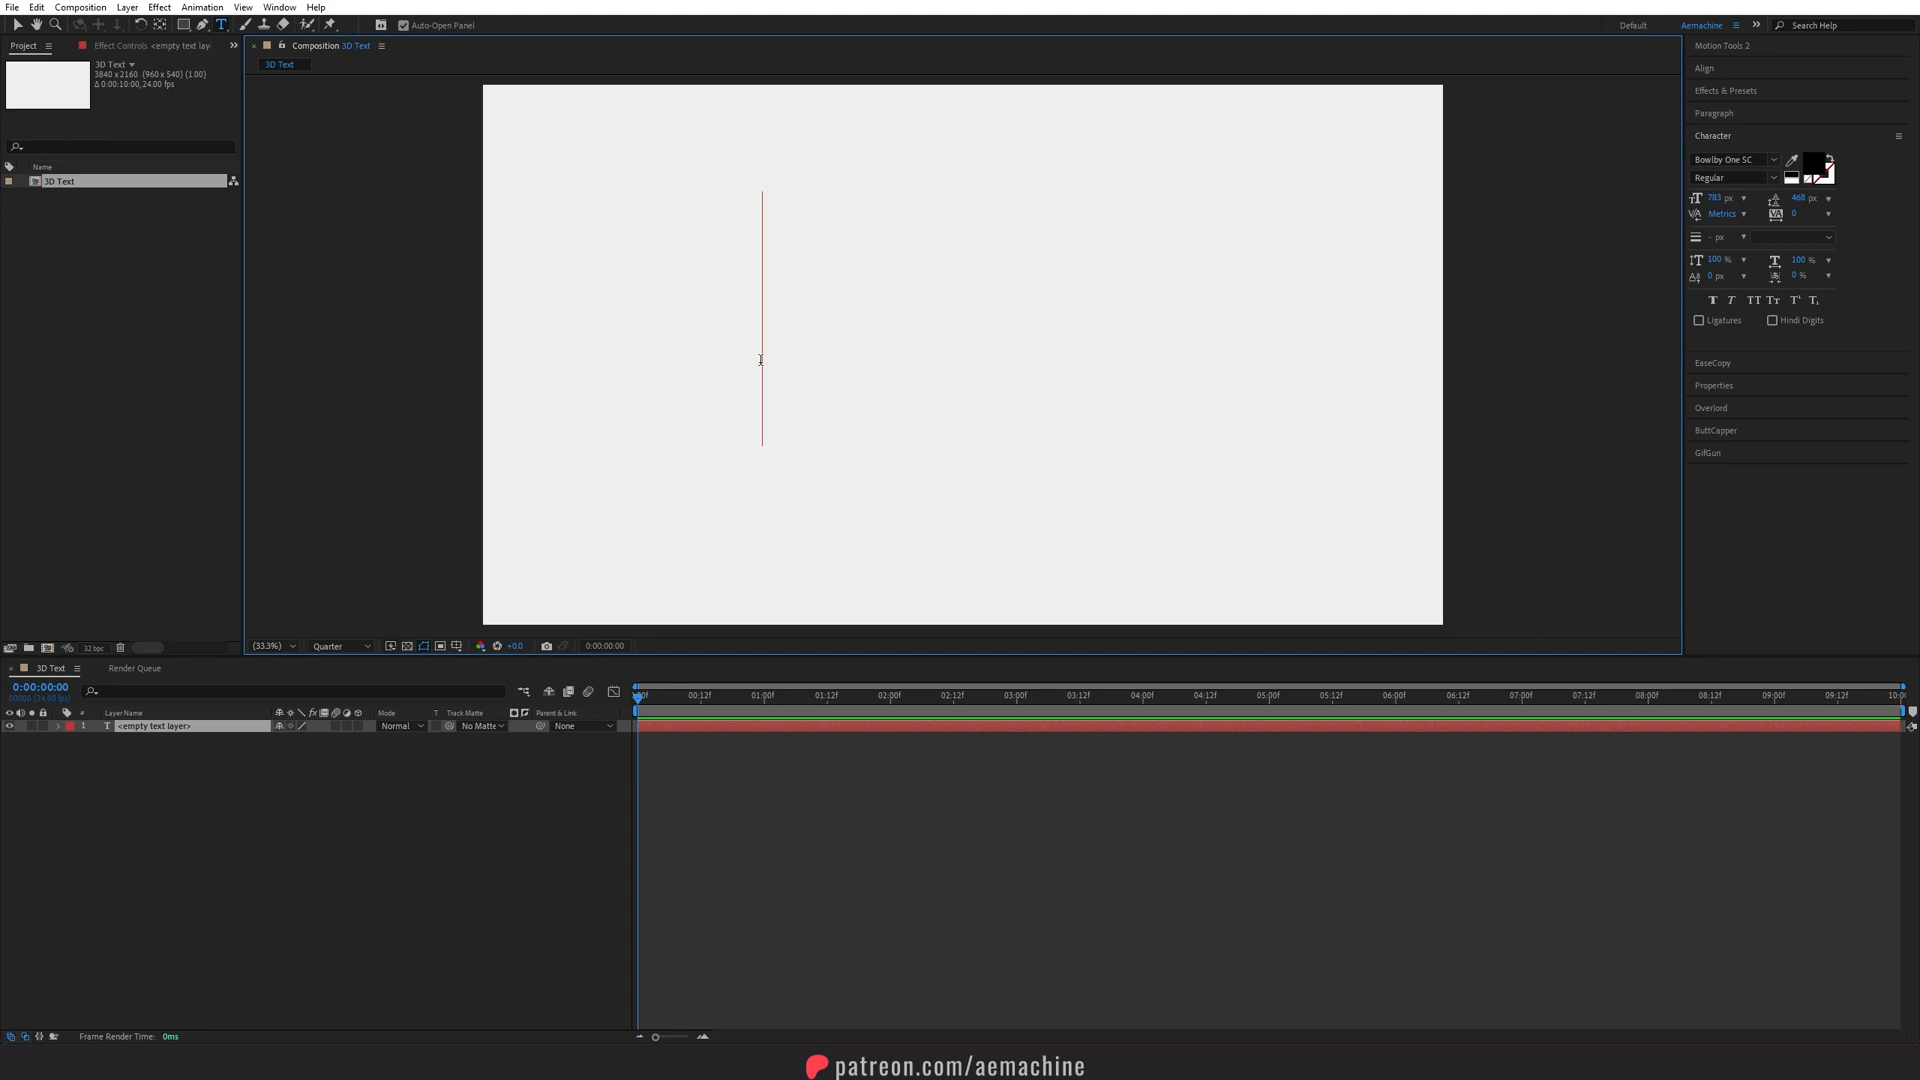 File Edit Composition Layer Effect Animation View Window Help
Auto-Open Panel
Default
Aemachine
Search Help
Project
Effect Controls <empty text lay
3D Text
3840 x 2160 (960 x 540) (1.00)
Δ 0:00:10:00, 24.00 fps
Name
3D Text
32 bpc
Composition 3D Text
3D Text
(33.3%)
Quarter
+0.0
0:00:00:00
Motion Tools 2
Align
Effects & Presets
Paragraph
Character
Bowlby One SC
Regular
783 px
468 px
Metrics
0
- px
100 %
100 %
0 px
0 %
Ligatures
Hindi Digits
EaseCopy
Properties
Overlord
ButtCapper
GifGun
3D Text
Render Queue
0:00:00:00
00000 (24.00 fps)
# Layer Name Mode T Track Matte Parent & Link
1 T <empty text layer> Normal No Matte None
00:12f 01:00f 01:12f 02:00f 02:12f 03:00f 03:12f 04:00f 04:12f 05:00f 05:12f 06:00f 06:12f 07:00f 07:12f 08:00f 08:12f 09:00f 09:12f
Frame Render Time: 0ms
patreon.com/aemachine